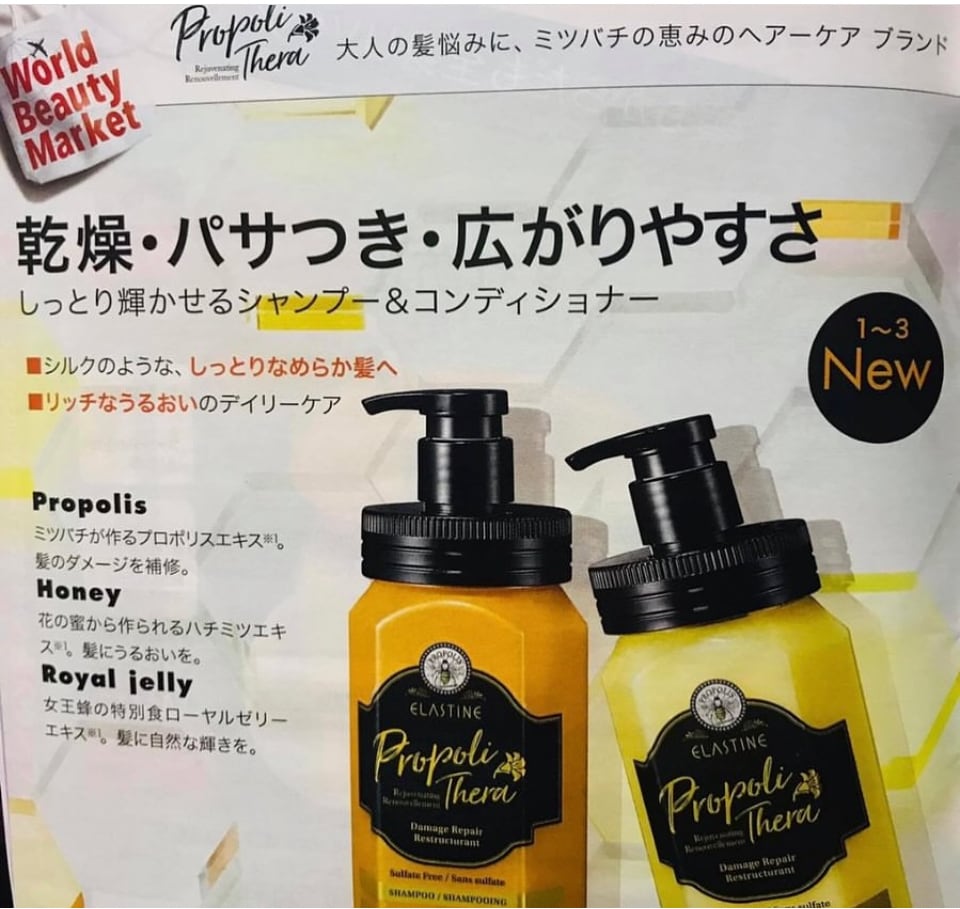 World
Beauty
Market
Propoli
Thera
Rejuvenating
Renouvellement
大人の髪悩みに、ミツバチの恵みのヘアーケア ブランド
乾燥・パサつき・広がりやすさ
しっとり輝かせるシャンプー＆コンディショナー
1～3
New
■シルクのような、しっとりなめらか髪へ
■リッチなうるおいのデイリーケア
Propolis
ミツバチが作るプロポリスエキス※1。
髪のダメージを補修。
Honey
花の蜜から作られるハチミツエキ
ス※1。髪にうるおいを。
Royal jelly
女王蜂の特別食ローヤルゼリー
エキス※1。髪に自然な輝きを。
PROPOLIS
ELASTINE
Propoli
Thera
Rejuvenating
Renouvellement
Damage Repair
Restructurant
Sulfate Free / Sans sulfate
SHAMPOO / SHAMPOOING
PROPOLIS
ELASTINE
Propoli
Thera
Rejuvenating
Renouvellement
Damage Repair
Restructurant
sulfate